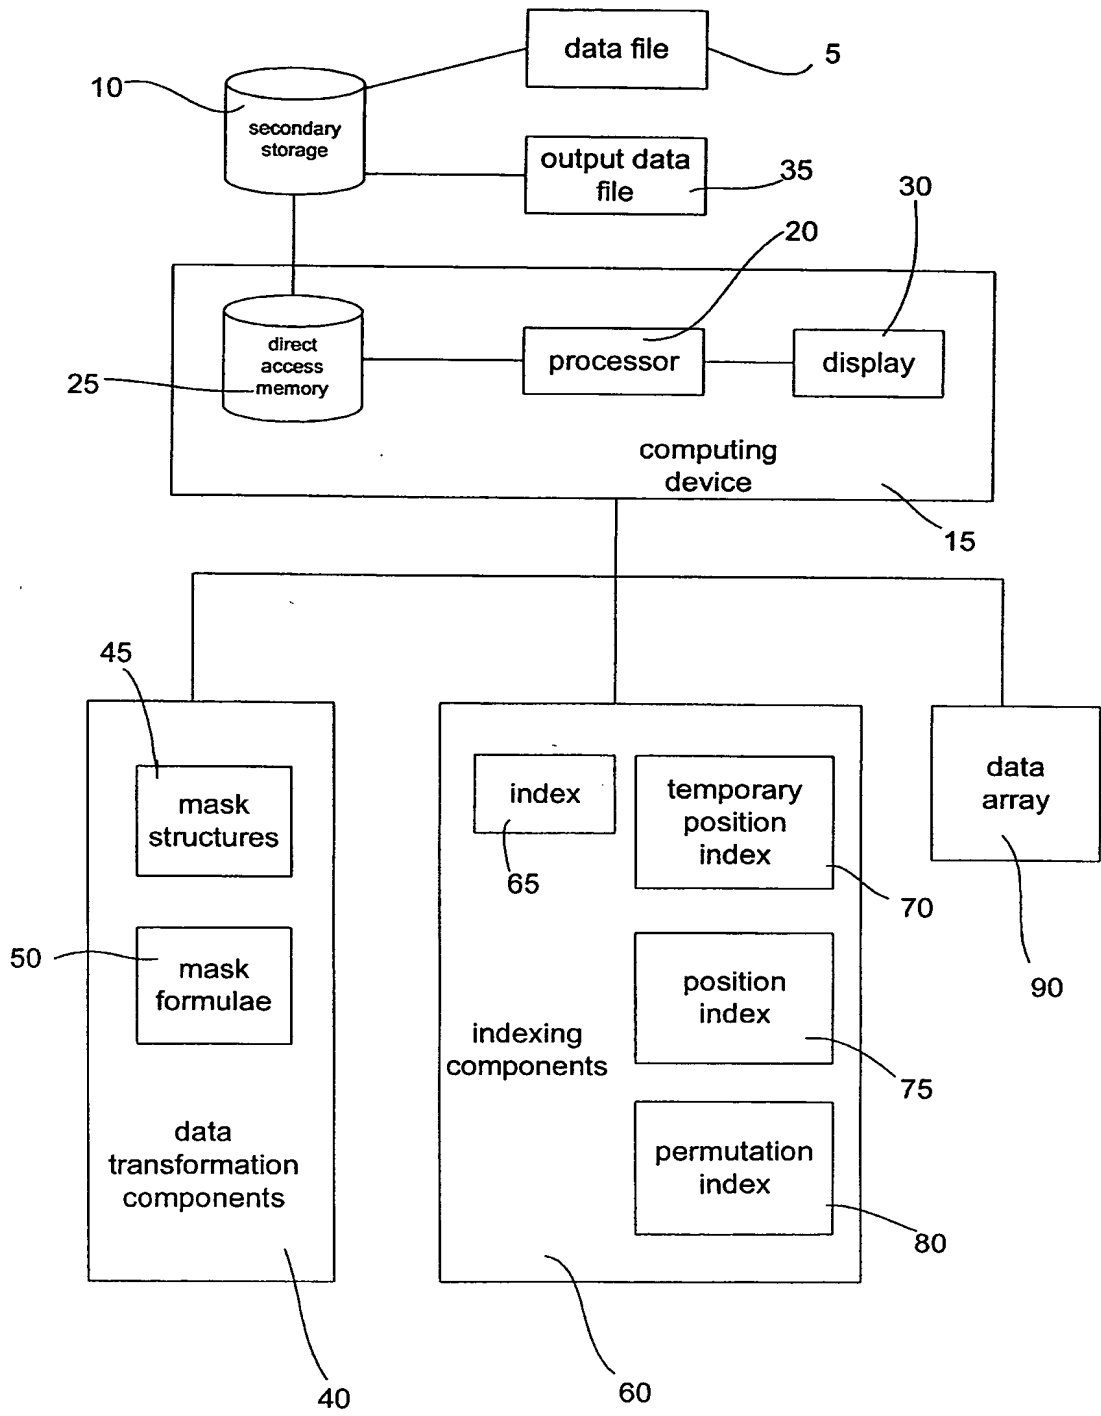 data file
5
10
secondary
storage
output data
file
35
30
20
direct
access
memory
25
processor
display
computing
device
15
45
mask
structures
index
65
temporary
position
index
70
data
array
90
50
mask
formulae
position
index
75
indexing
components
data
transformation
components
permutation
index
80
40
60